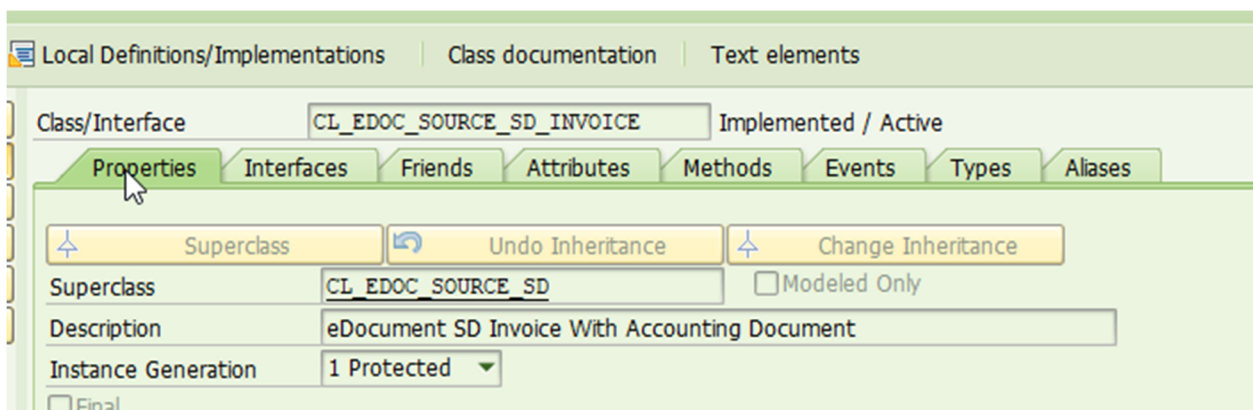 Local Definitions/Implementations Class documentation Text elements
Class/Interface CL_EDOC_SOURCE_SD_INVOICE Implemented / Active
Properties Interfaces Friends Attributes Methods Events Types Aliases
Superclass Undo Inheritance Change Inheritance
Superclass CL_EDOC_SOURCE_SD Modeled Only
Description eDocument SD Invoice With Accounting Document
Instance Generation 1 Protected
Final